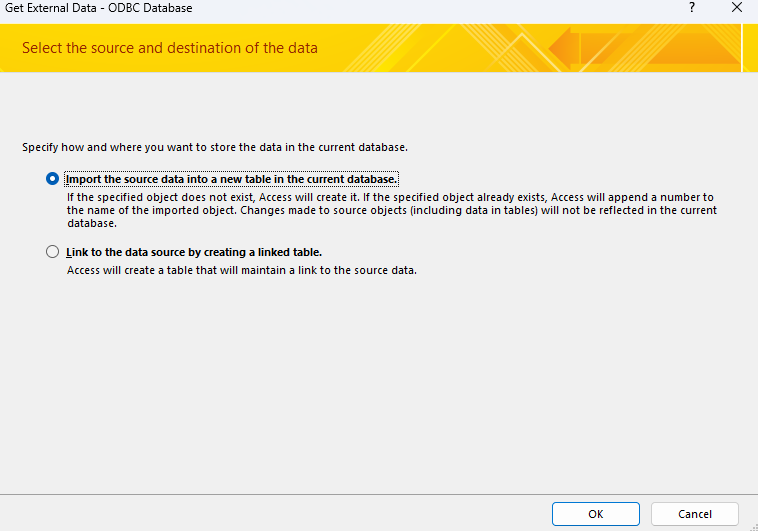 Get External Data - ODBC Database
?
Select the source and destination of the data
Specify how and where you want to store the data in the current database.
Import the source data into a new table in the current database.
If the specified object does not exist, Access will create it. If the specified object already exists, Access will append a number to
the name of the imported object. Changes made to source objects (including data in tables) will not be reflected in the current
database.
Link to the data source by creating a linked table.
Access will create a table that will maintain a link to the source data.
OK
Cancel